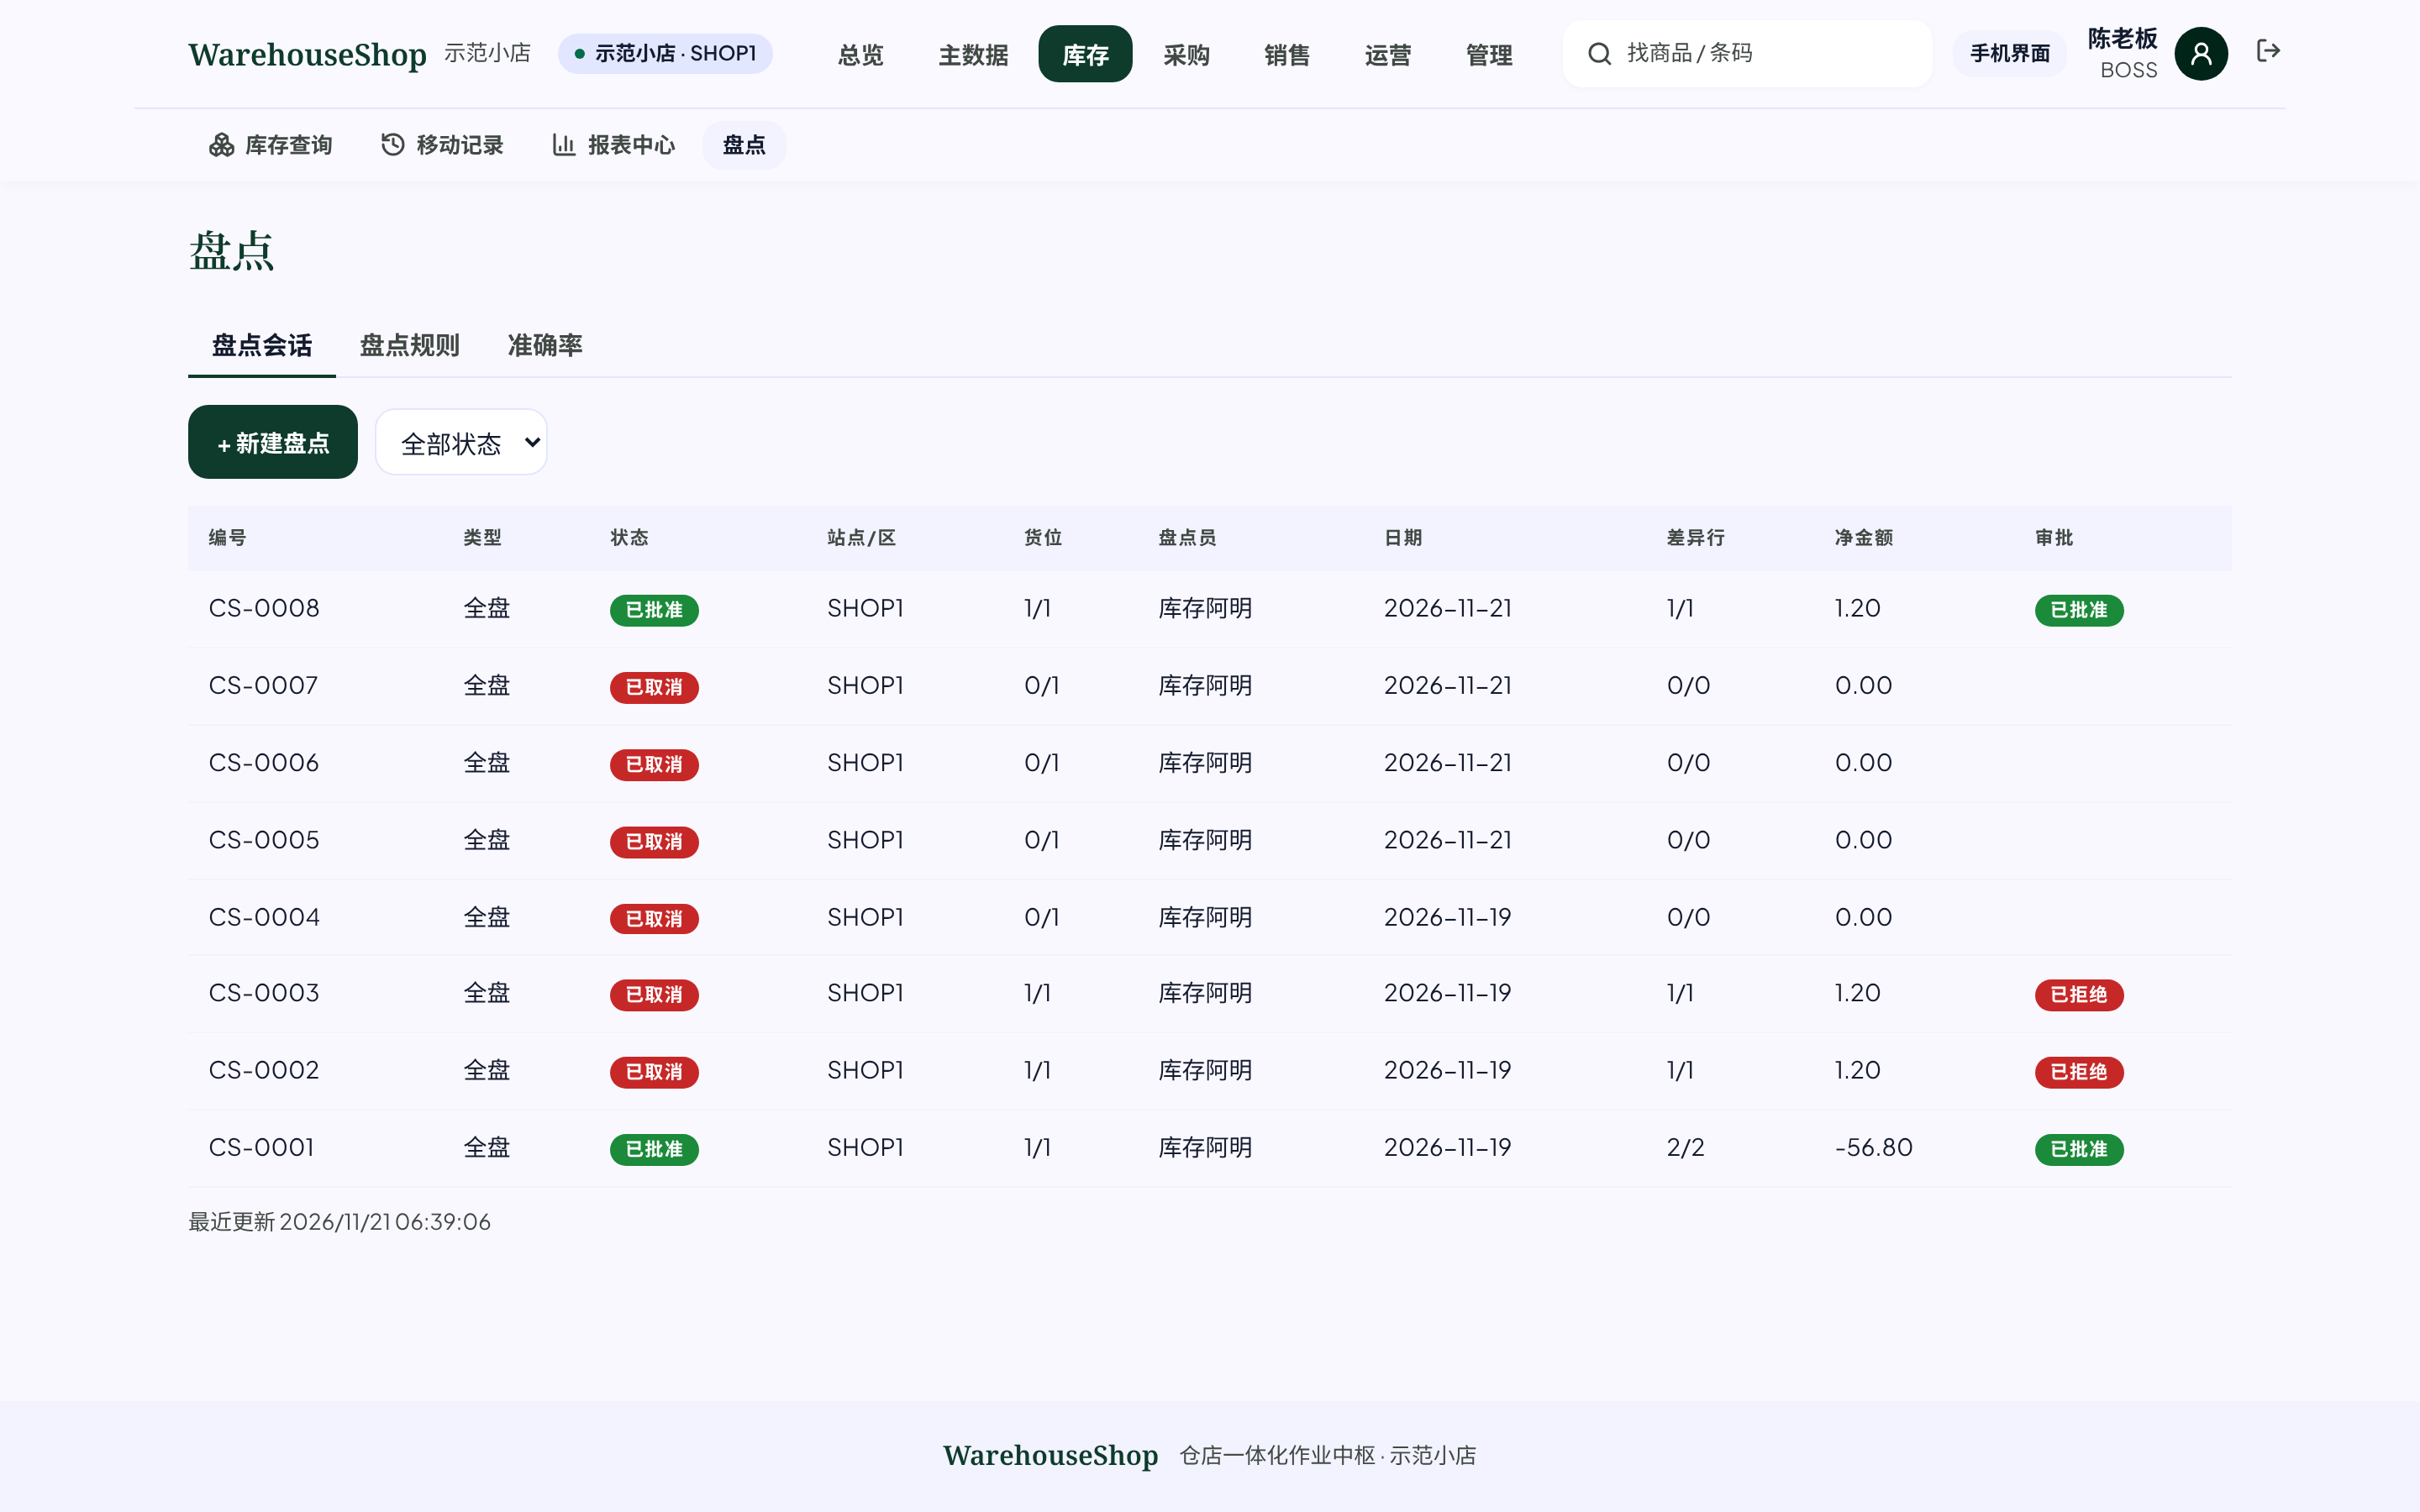 WarehouseShop 示范小店 示范小店 · SHOP1 总览 主数据 库存 采购 销售 运营 管理 找商品 / 条码 手机界面 陈老板
BOSS
库存查询 移动记录 报表中心 盘点
盘点
盘点会话 盘点规则 准确率
+ 新建盘点 全部状态
编号 类型 状态 站点/区 货位 盘点员 日期 差异行 净金额 审批
CS-0008 全盘 已批准 SHOP1 1/1 库存阿明 2026-11-21 1/1 1.20 已批准
CS-0007 全盘 已取消 SHOP1 0/1 库存阿明 2026-11-21 0/0 0.00
CS-0006 全盘 已取消 SHOP1 0/1 库存阿明 2026-11-21 0/0 0.00
CS-0005 全盘 已取消 SHOP1 0/1 库存阿明 2026-11-21 0/0 0.00
CS-0004 全盘 已取消 SHOP1 0/1 库存阿明 2026-11-19 0/0 0.00
CS-0003 全盘 已取消 SHOP1 1/1 库存阿明 2026-11-19 1/1 1.20 已拒绝
CS-0002 全盘 已取消 SHOP1 1/1 库存阿明 2026-11-19 1/1 1.20 已拒绝
CS-0001 全盘 已批准 SHOP1 1/1 库存阿明 2026-11-19 2/2 -56.80 已批准
最近更新 2026/11/21 06:39:06
WarehouseShop 仓店一体化作业中枢 · 示范小店